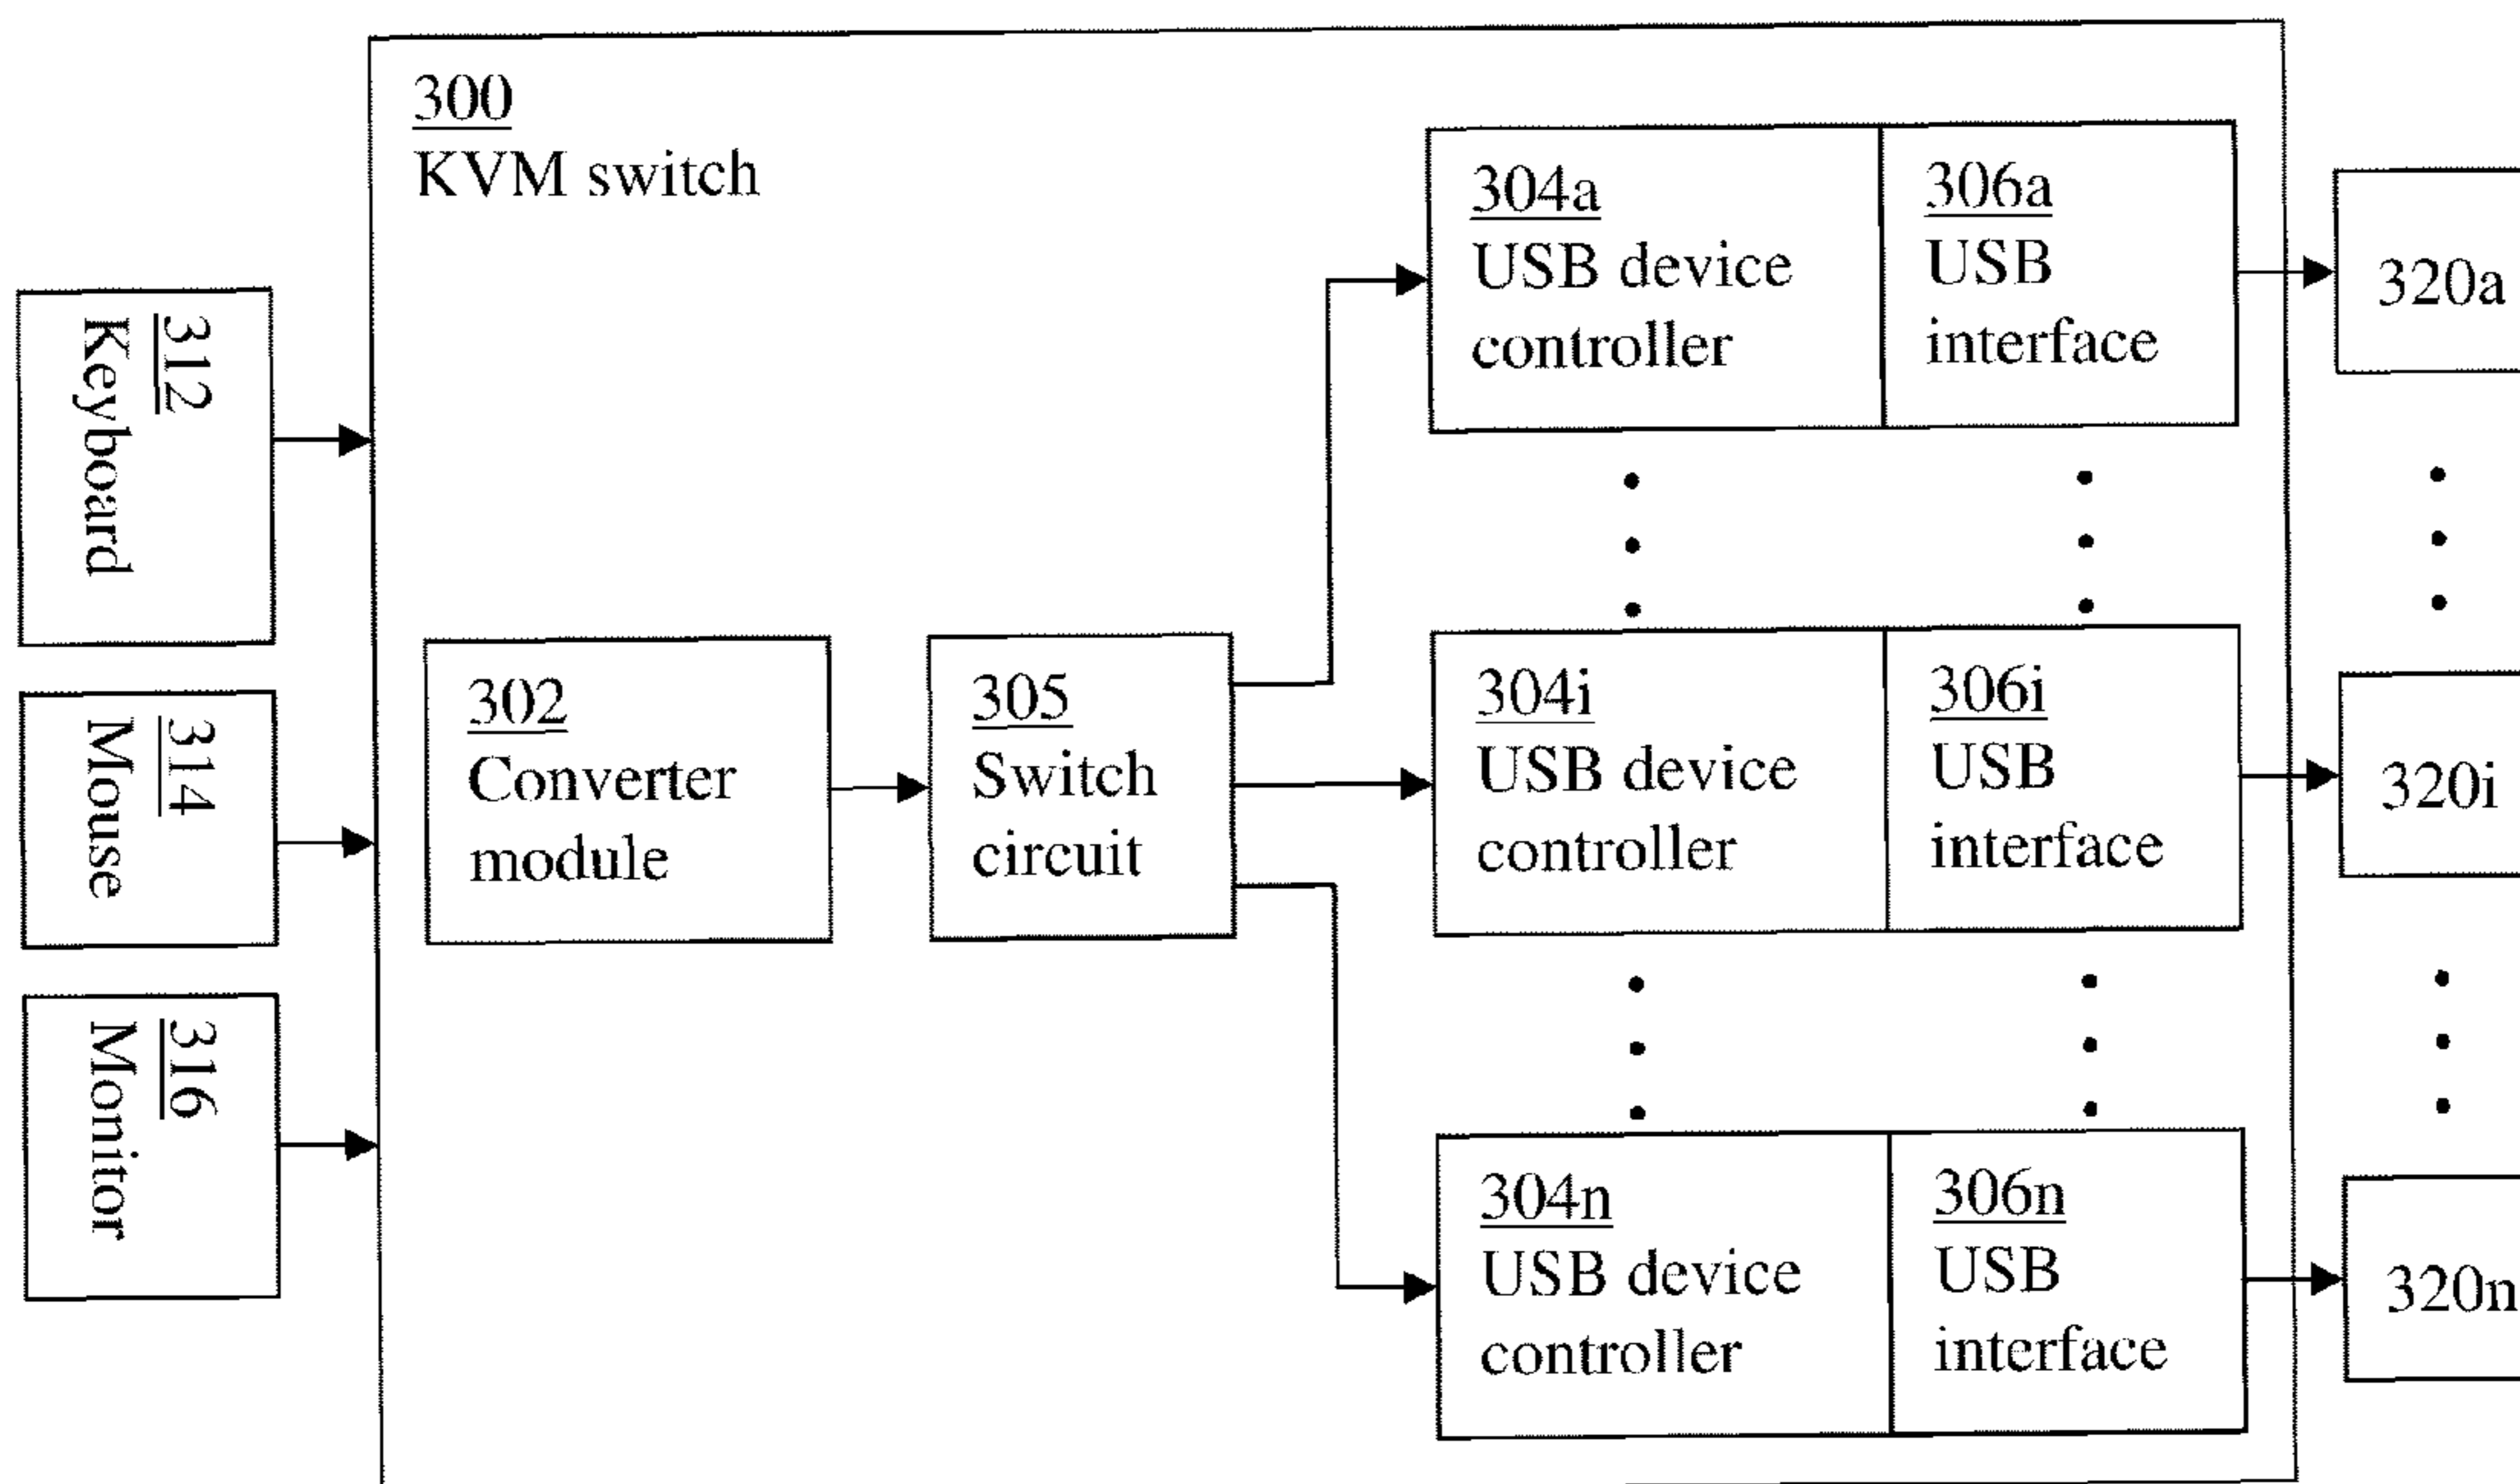 300
KVM switch
312
Keyboard
314
Mouse
316
Monitor
302
Converter
module
305
Switch
circuit
304a
USB device
controller
306a
USB
interface
320a
304i
USB device
controller
306i
USB
interface
320i
304n
USB device
controller
306n
USB
interface
320n